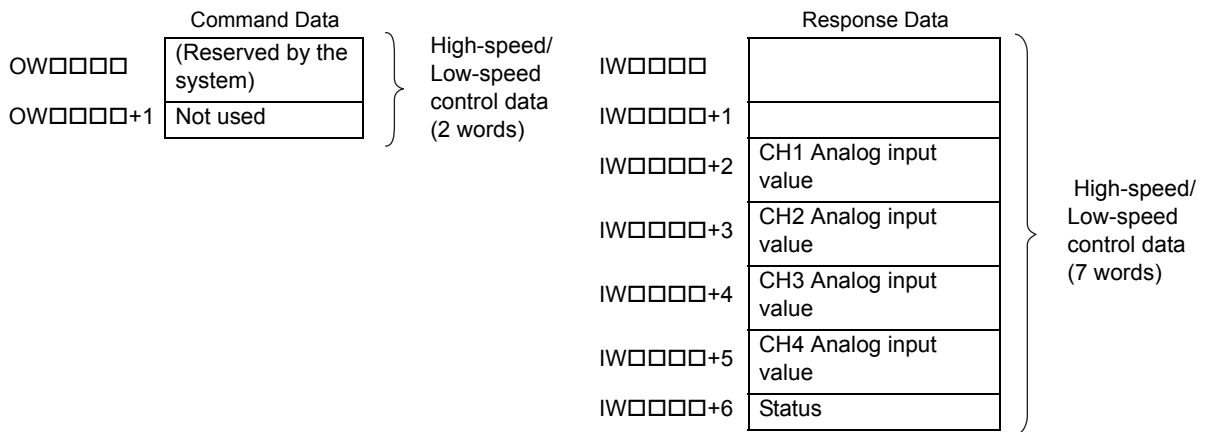 Command Data
OW□□□□
(Reserved by the
system)
OW□□□□+1
Not used
High-speed/
Low-speed
control data
(2 words)
Response Data
IW□□□□
IW□□□□+1
IW□□□□+2
CH1 Analog input
value
IW□□□□+3
CH2 Analog input
value
IW□□□□+4
CH3 Analog input
value
IW□□□□+5
CH4 Analog input
value
IW□□□□+6
Status
High-speed/
Low-speed
control data
(7 words)